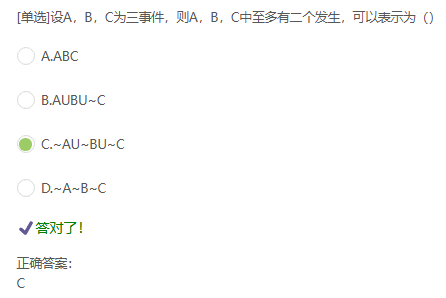 [单选]设A，B，C为三事件，则A，B，C中至多有二个发生，可以表示为（）
A.ABC
B.AUBU~C
C.~AU~BU~C
D.~A~B~C
答对了！
正确答案：
C